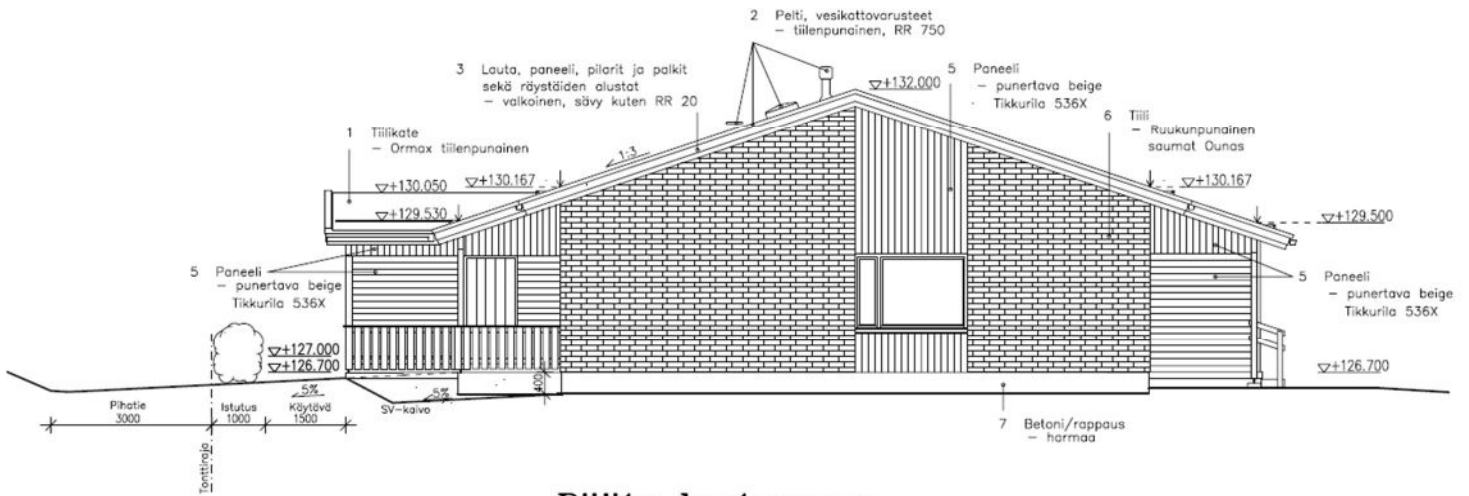 2 Pelti, vesikattovarusteet
– tiilenpunainen, RR 750
3 Lauta, paneeli, pilarit ja palkit
sekä räystäiden alustat
– valkoinen, sävy kuten RR 20
+132.000
5 Paneeli
– punertava beige
Tikkurila 536X
6 Tiili
– Ruukunpunainen
saumat Ounas
1 Tiilikate
– Ormax tiilenpunainen
1:3
+130.050
+130.167
+130.167
+129.530
+129.500
5 Paneeli
– punertava beige
Tikkurila 536X
5 Paneeli
– punertava beige
Tikkurila 536X
+127.000
+126.700
+126.700
5%
5%
400
Pihatie
3000
Istutus
1000
Käytävä
1500
SV–kaivo
7 Betoni/rappaus
– harmaa
Tonttiraja